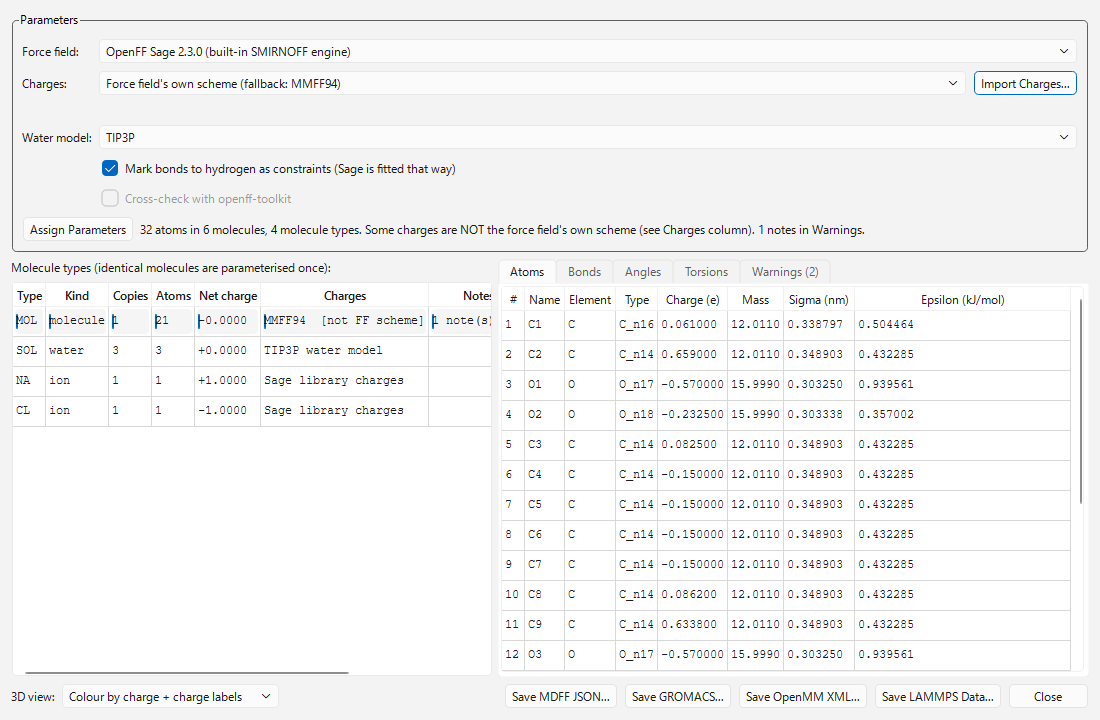 Parameters
Force field: OpenFF Sage 2.3.0 (built-in SMIRNOFF engine)
Charges: Force field's own scheme (fallback: MMFF94) Import Charges...
Water model: TIP3P
Mark bonds to hydrogen as constraints (Sage is fitted that way)
Cross-check with openff-toolkit
Assign Parameters 32 atoms in 6 molecules, 4 molecule types. Some charges are NOT the force field's own scheme (see Charges column). 1 notes in Warnings.
Molecule types (identical molecules are parameterised once):
Type Kind Copies Atoms Net charge Charges Notes
MOL molecule 1 21 -0.0000 MMFF94 [not FF scheme] 1 note(s)
SOL water 3 3 +0.0000 TIP3P water model
NA ion 1 1 +1.0000 Sage library charges
CL ion 1 1 -1.0000 Sage library charges
Atoms Bonds Angles Torsions Warnings (2)
# Name Element Type Charge (e) Mass Sigma (nm) Epsilon (kJ/mol)
1 C1 C C_n16 0.061000 12.0110 0.338797 0.504464
2 C2 C C_n14 0.659000 12.0110 0.348903 0.432285
3 O1 O O_n17 -0.570000 15.9990 0.303250 0.939561
4 O2 O O_n18 -0.232500 15.9990 0.303338 0.357002
5 C3 C C_n14 0.082500 12.0110 0.348903 0.432285
6 C4 C C_n14 -0.150000 12.0110 0.348903 0.432285
7 C5 C C_n14 -0.150000 12.0110 0.348903 0.432285
8 C6 C C_n14 -0.150000 12.0110 0.348903 0.432285
9 C7 C C_n14 -0.150000 12.0110 0.348903 0.432285
10 C8 C C_n14 0.086200 12.0110 0.348903 0.432285
11 C9 C C_n14 0.633800 12.0110 0.348903 0.432285
12 O3 O O_n17 -0.570000 15.9990 0.303250 0.939561
3D view: Colour by charge + charge labels
Save MDFF JSON... Save GROMACS... Save OpenMM XML... Save LAMMPS Data... Close